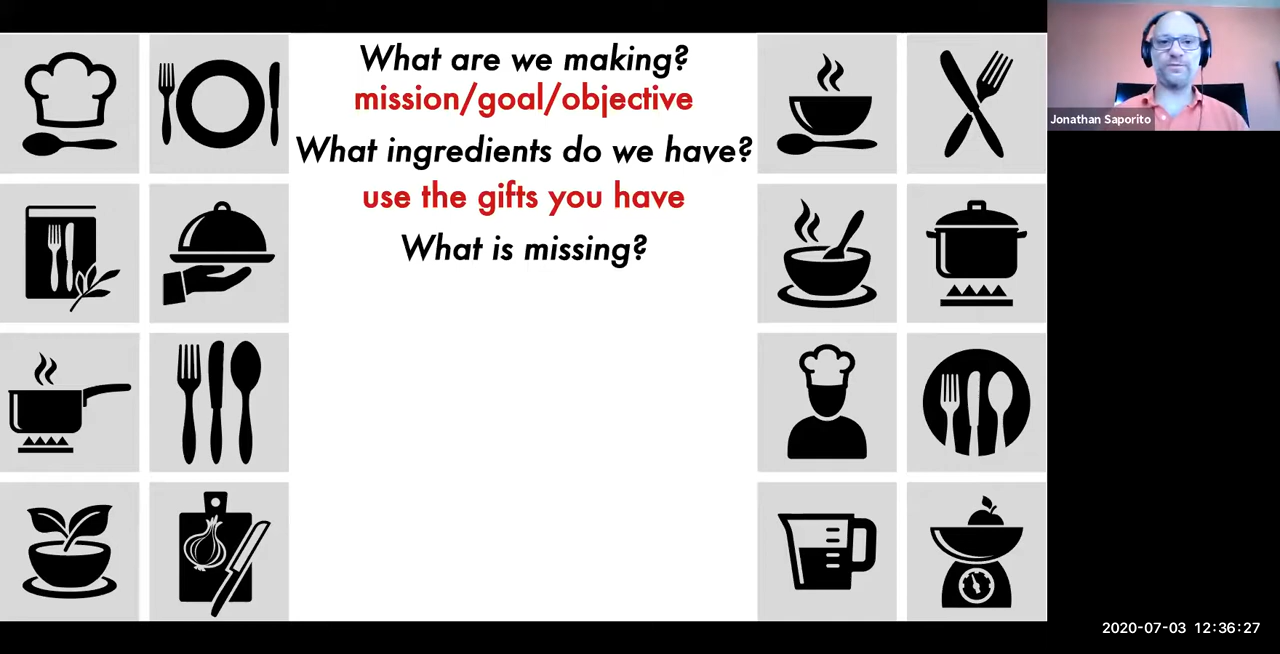 What are we making?
mission/goal/objective
What ingredients do we have?
use the gifts you have
What is missing?
Jonathan Saporito
2020-07-03 12:36:27